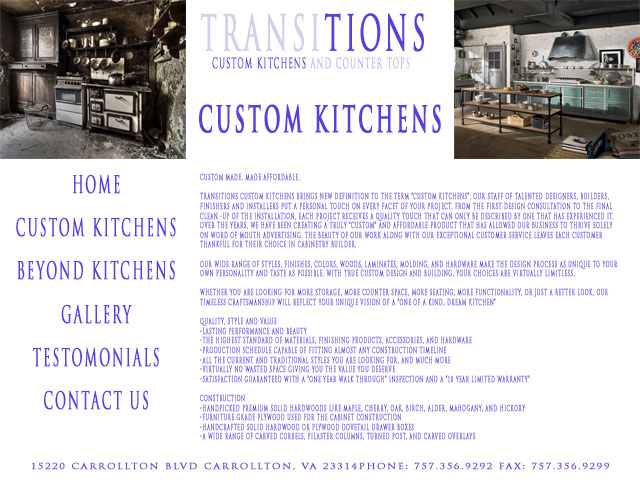 TRANSITIONS
CUSTOM KITCHENS AND COUNTER TOPS
CUSTOM KITCHENS
HOME
CUSTOM KITCHENS
BEYOND KITCHENS
GALLERY
TESTOMONIALS
CONTACT US
CUSTOM MADE. MADE AFFORDABLE.
TRANSITIONS CUSTOM KITCHENS BRINGS NEW DEFINITION TO THE TERM "CUSTOM KITCHENS". OUR STAFF OF TALENTED DESIGNERS, BUILDERS,
FINISHERS AND INSTALLERS PUT A PERSONAL TOUCH ON EVERY FACET OF YOUR PROJECT. FROM THE FIRST DESIGN CONSULTATION TO THE FINAL
CLEAN -UP OF THE INSTALLATION, EACH PROJECT RECEIVES A QUALITY TOUCH THAT CAN ONLY BE DESCRIBED BY ONE THAT HAS EXPERIENCED IT.
OVER THE YEARS, WE HAVE BEEN CREATING A TRULY "CUSTOM" AND AFFORDABLE PRODUCT THAT HAS ALLOWED OUR BUSINESS TO THRIVE SOLELY
ON WORD OF MOUTH ADVERTISING. THE BEAUTY OF OUR WORK ALONG WITH OUR EXCEPTIONAL CUSTOMER SERVICE LEAVES EACH CUSTOMER
THANKFUL FOR THEIR CHOICE IN CABINETRY BUILDER.
OUR WIDE RANGE OF STYLES, FINISHES, COLORS, WOODS, LAMINATES, MOLDING, AND HARDWARE MAKE THE DESIGN PROCESS AS UNIQUE TO YOUR
OWN PERSONALITY AND TASTE AS POSSIBLE. WITH TRUE CUSTOM DESIGN AND BUILDING, YOUR CHOICES ARE VIRTUALLY LIMITLESS.
WHETHER YOU ARE LOOKING FOR MORE STORAGE, MORE COUNTER SPACE, MORE SEATING, MORE FUNCTIONALITY, OR JUST A BETTER LOOK, OUR
TIMELESS CRAFTSMANSHIP WILL REFLECT YOUR UNIQUE VISION OF A "ONE OF A KIND, DREAM KITCHEN"
QUALITY, STYLE AND VALUE
•LASTING PERFORMANCE AND BEAUTY
•THE HIGHEST STANDARD OF MATERIALS, FINISHING PRODUCTS, ACCESSORIES, AND HARDWARE
•PRODUCTION SCHEDULE CAPABLE OF FITTING ALMOST ANY CONSTRUCTION TIMELINE
•ALL THE CURRENT AND TRADITIONAL STYLES YOU ARE LOOKING FOR, AND MUCH MORE
•VIRTUALLY NO WASTED SPACE GIVING YOU THE VALUE YOU DESERVE
•SATISFACTION GUARANTEED WITH A "ONE YEAR WALK THROUGH" INSPECTION AND A "10 YEAR LIMITED WARRANTY"
CONSTRUCTION
•HANDPICKED PREMIUM SOLID HARDWOODS LIKE MAPLE, CHERRY, OAK, BIRCH, ALDER, MAHOGANY, AND HICKORY
•FURNITURE GRADE PLYWOOD USED FOR THE CABINET CONSTRUCTION
•HANDCRAFTED SOLID HARDWOOD OR PLYWOOD DOVETAIL DRAWER BOXES
•A WIDE RANGE OF CARVED CORBELS, PILASTER COLUMNS, TURNED POST, AND CARVED OVERLAYS
15220 CARROLLTON BLVD CARROLLTON, VA 23314PHONE: 757.356.9292 FAX: 757.356.9299